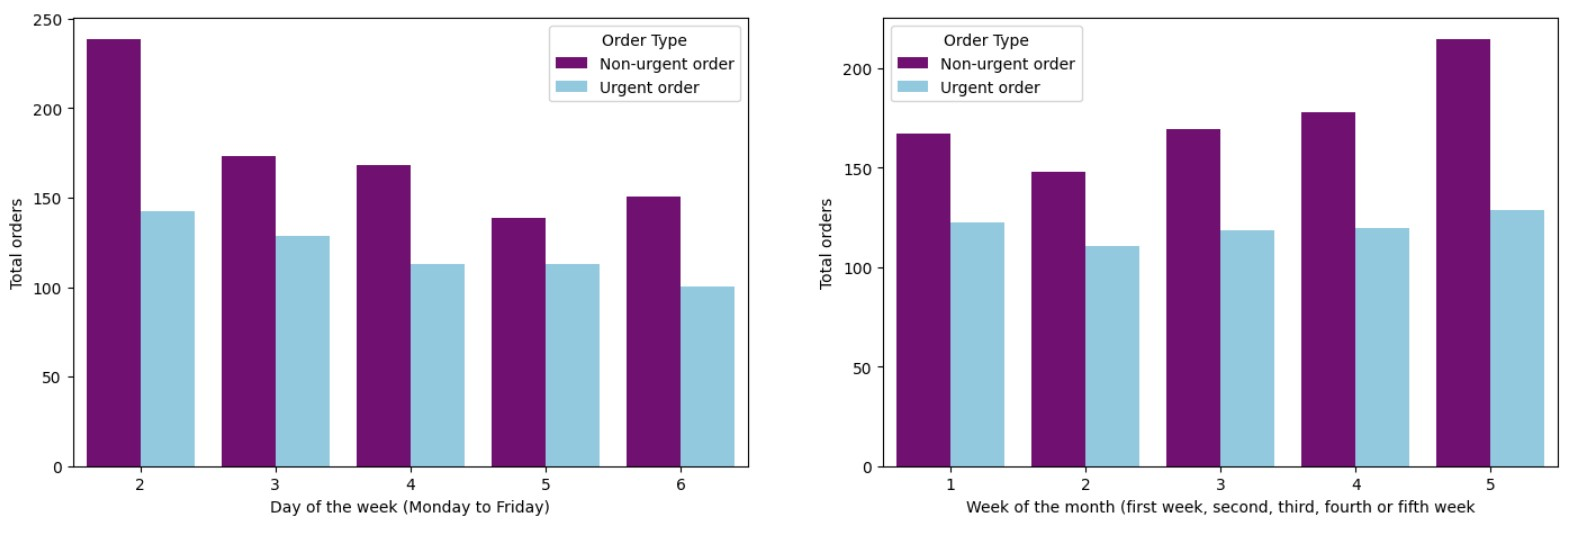 250
200
150
100
50
0
Total orders
Order Type
Non-urgent order
Urgent order
2 3 4 5 6
Day of the week (Monday to Friday)
200
150
100
50
0
Total orders
Order Type
Non-urgent order
Urgent order
1 2 3 4 5
Week of the month (first week, second, third, fourth or fifth week